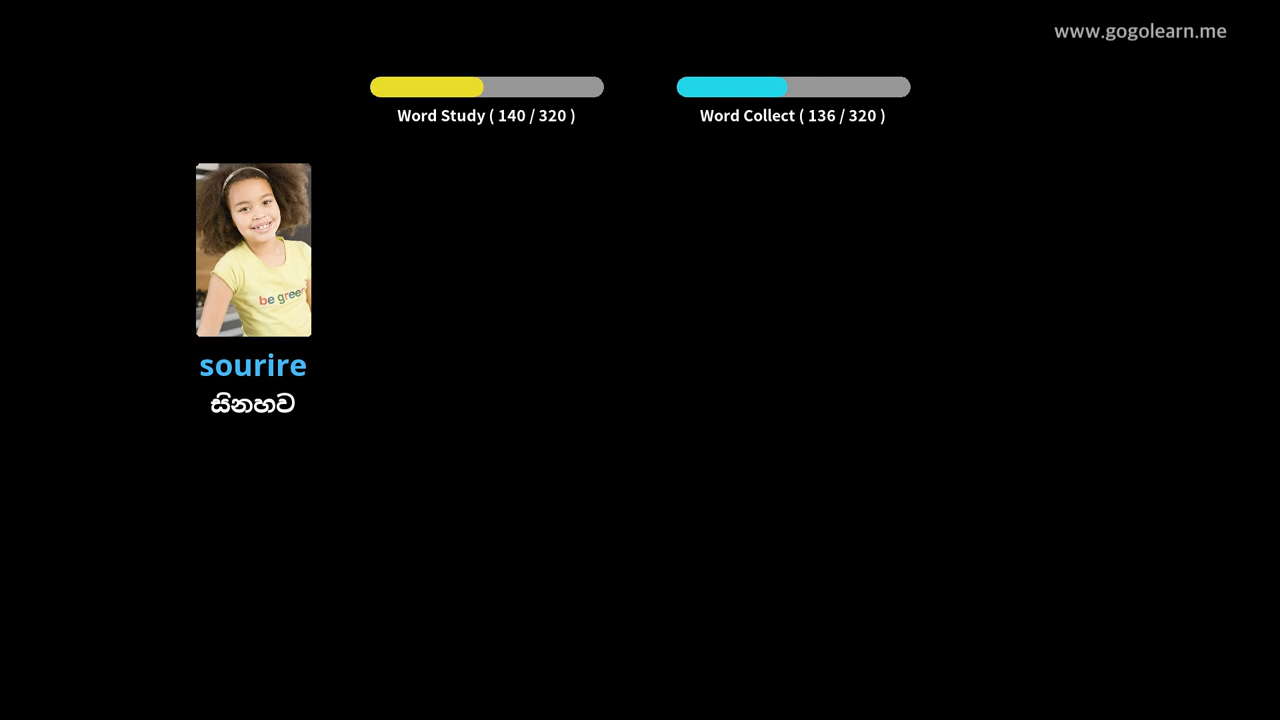 www.gogolearn.me
Word Study ( 140 / 320 )
Word Collect ( 136 / 320 )
be green
sourire
සිනහව